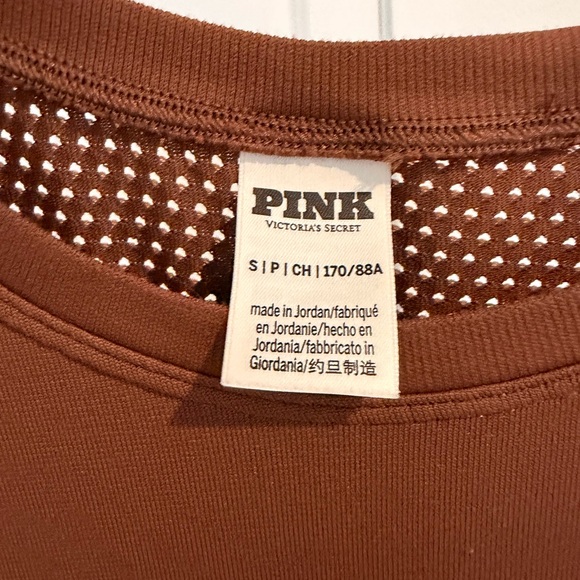 PINK
VICTORIA'S SECRET
S | P | CH | 170/88A
made in Jordan/fabriqué
en Jordanie/hecho en
Jordania/fabbricato in
Giordania/约旦制造